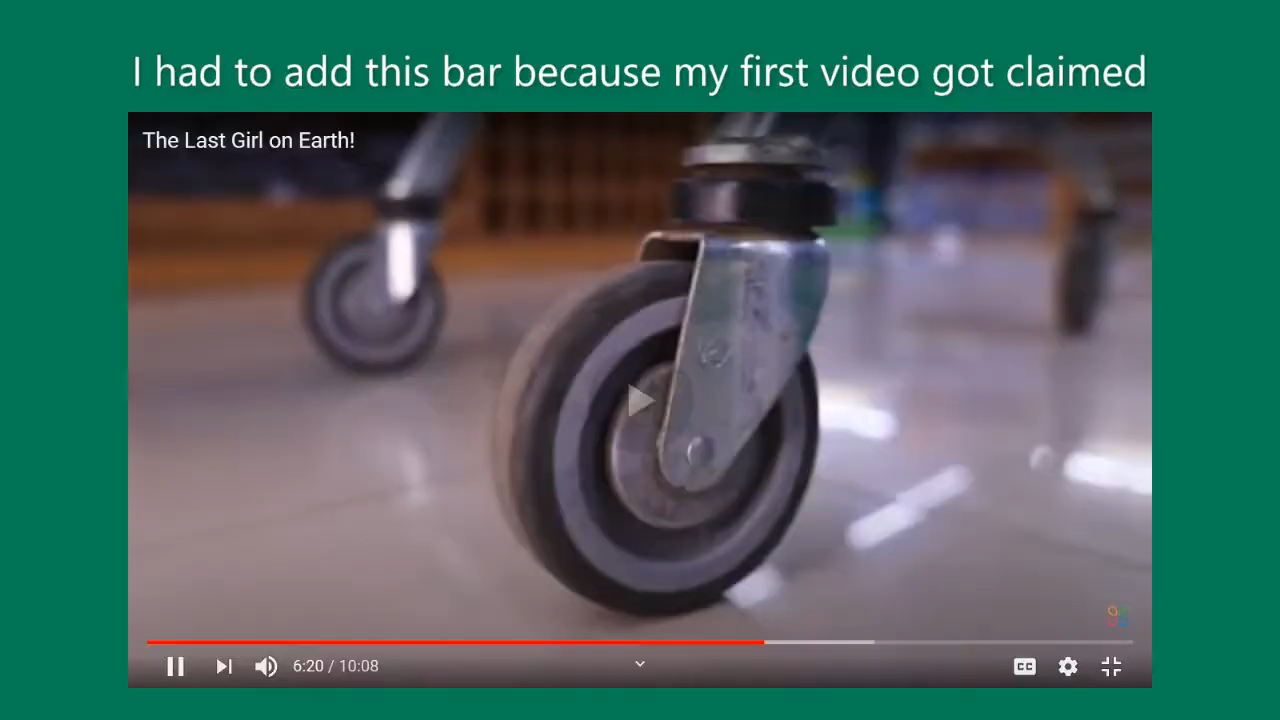 I had to add this bar because my first video got claimed
The Last Girl on Earth!
6:20 / 10:08
CC